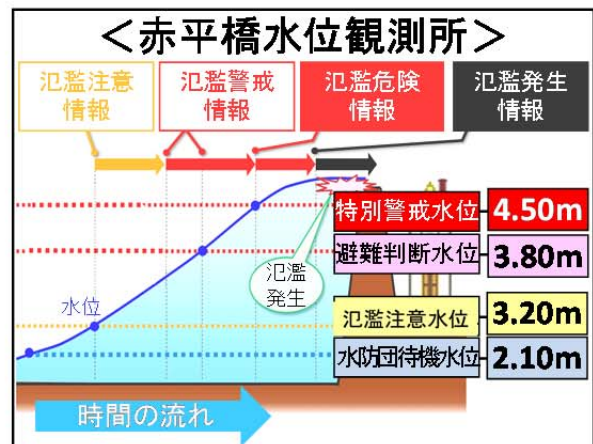 ＜赤平橋水位観測所＞
氾濫注意
情報
氾濫警戒
情報
氾濫危険
情報
氾濫発生
情報
特別警戒水位 4.50m
避難判断水位 3.80m
氾濫
発生
水位
氾濫注意水位 3.20m
水防団待機水位 2.10m
時間の流れ